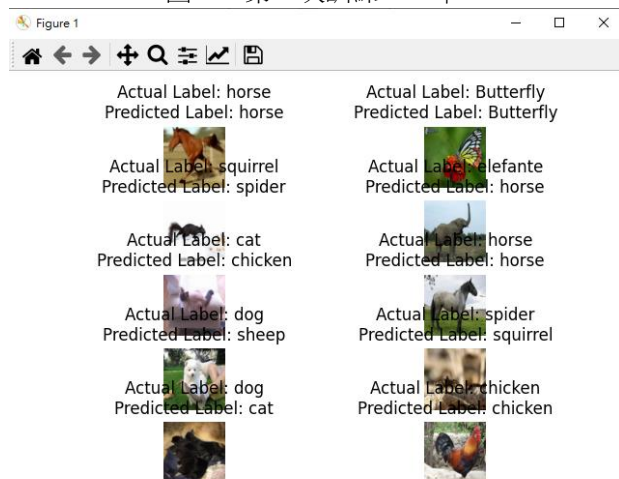 Figure 1
Actual Label: horse
Predicted Label: horse
Actual Label: Butterfly
Predicted Label: Butterfly
Actual Label: squirrel
Predicted Label: spider
Actual Label: elefante
Predicted Label: horse
Actual Label: cat
Predicted Label: chicken
Actual Label: horse
Predicted Label: horse
Actual Label: dog
Predicted Label: sheep
Actual Label: spider
Predicted Label: squirrel
Actual Label: dog
Predicted Label: cat
Actual Label: chicken
Predicted Label: chicken